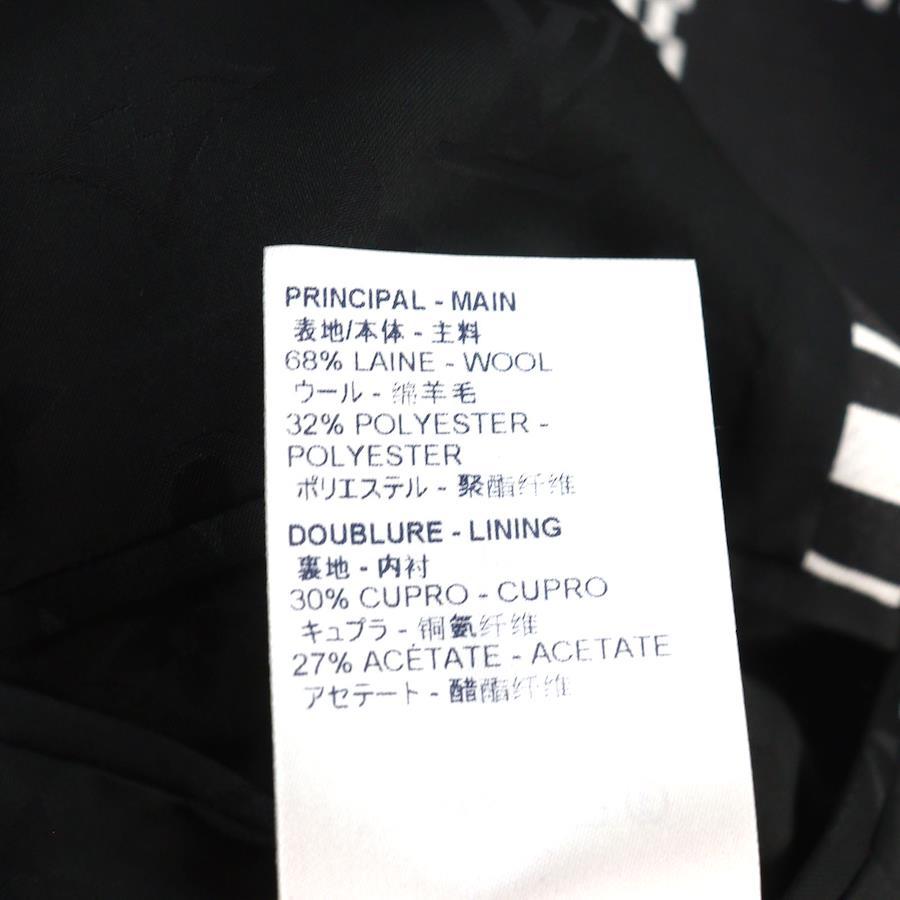 PRINCIPAL - MAIN
表地/本体 - 主料
68% LAINE - WOOL
ウール - 绵羊毛
32% POLYESTER -
POLYESTER
ポリエステル - 聚酯纤维
DOUBLURE - LINING
裏地 - 内衬
30% CUPRO - CUPRO
キュプラ - 铜氨纤维
27% ACÉTATE - ACETATE
アセテート - 醋酯纤维